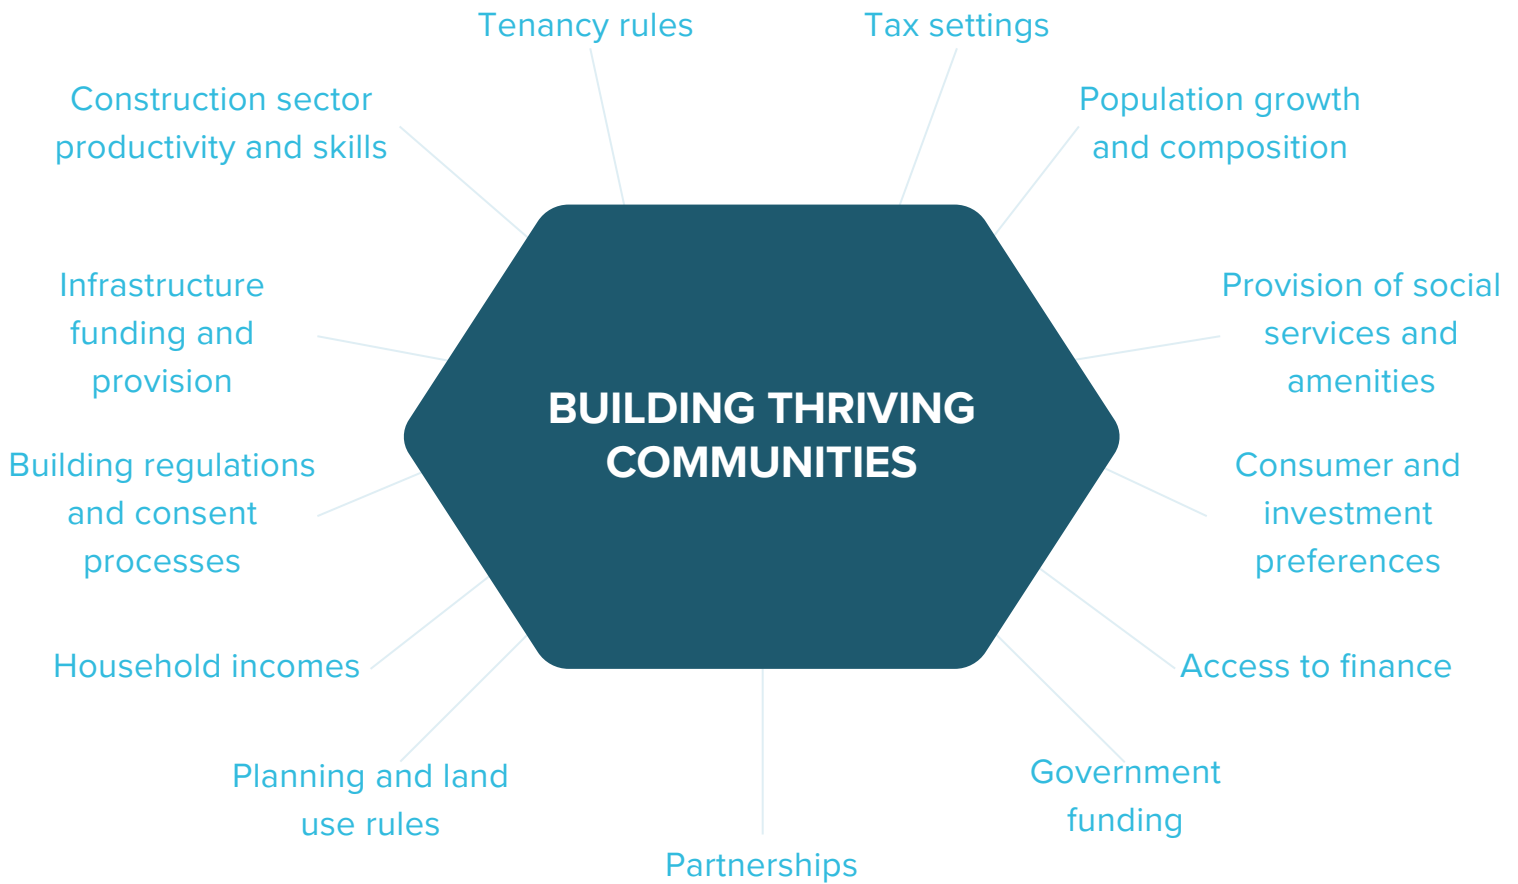 Tenancy rules
Tax settings
Construction sector
productivity and skills
Population growth
and composition
Infrastructure
funding and
provision
Provision of social
services and
amenities
BUILDING THRIVING
COMMUNITIES
Building regulations
and consent
processes
Consumer and
investment
preferences
Household incomes
Access to finance
Planning and land
use rules
Government
funding
Partnerships